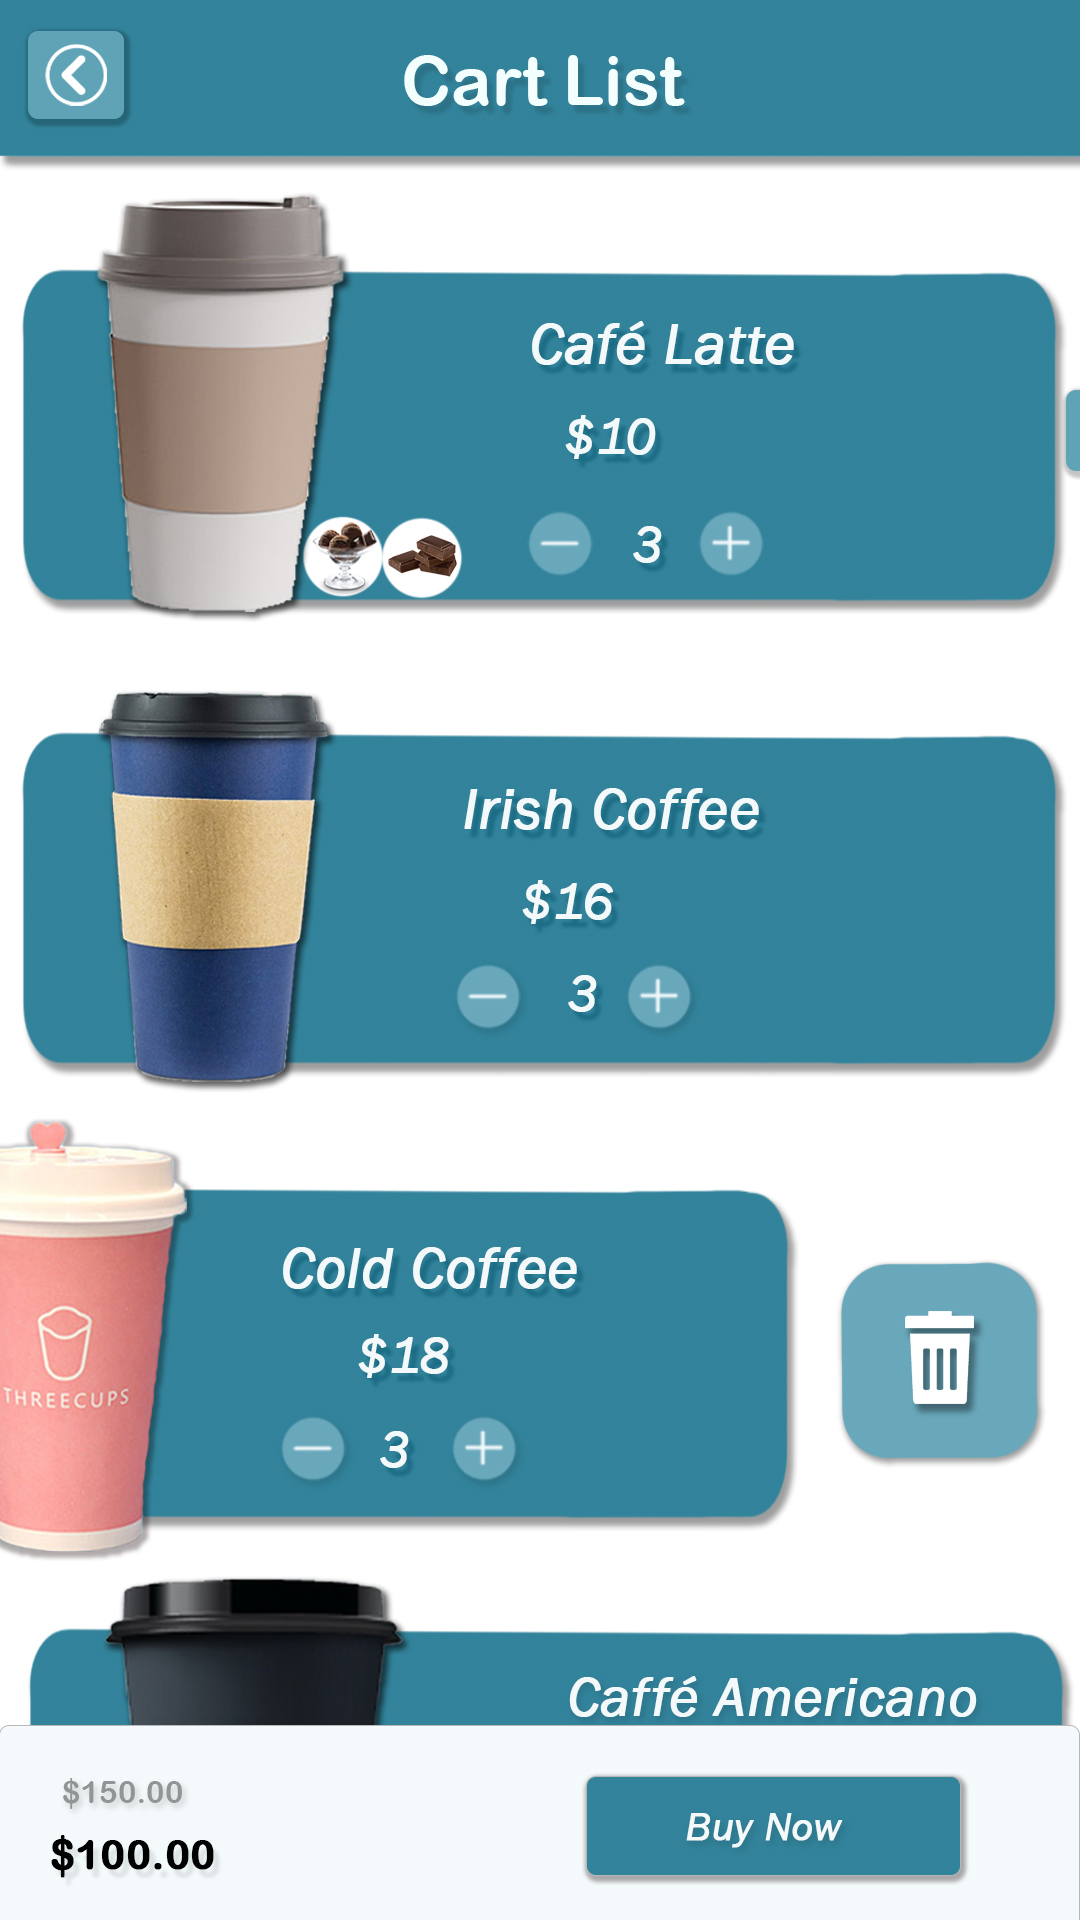 Cart List
Café Latte
$10
3
Irish Coffee
$16
3
Cold Coffee
$18
3
THREECUPS
Caffé Americano
$150.00
$100.00
Buy Now